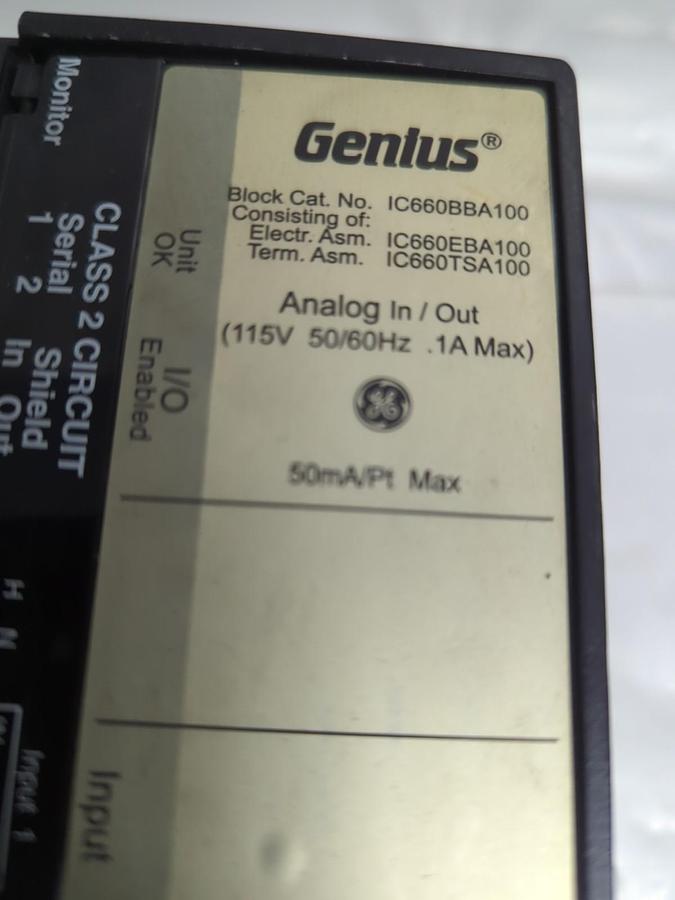 Genius®
Block Cat. No. IC660BBA100
Consisting of:
Electr. Asm. IC660EBA100
Term. Asm. IC660TSA100
Analog In / Out
(115V 50/60Hz .1A Max)
GE
50mA/Pt Max
Unit
OK
I/O
Enabled
Input
Monitor
CLASS 2 CIRCUIT
Serial
1 2
Shield
In Out
H N
Input 1